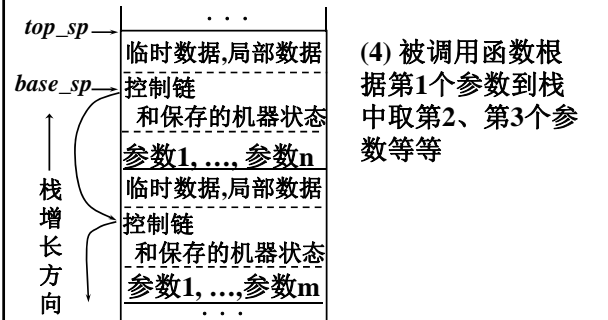 . . .
top_sp
临时数据,局部数据
base_sp
控制链
和保存的机器状态
参数1, …, 参数n
临时数据,局部数据
控制链
和保存的机器状态
参数1, …,参数m
. . .
栈
增
长
方
向
(4) 被调用函数根
据第1个参数到栈
中取第2、第3个参
数等等